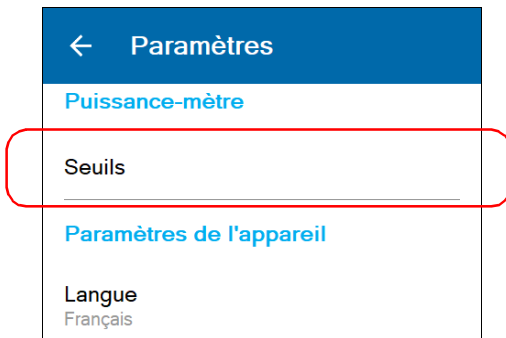 Paramètres
Puissance-mètre
Seuils
Paramètres de l'appareil
Langue
Français